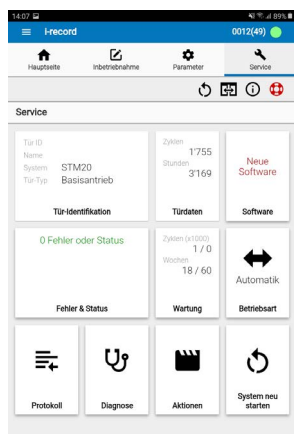 14:07
89%
i-record
0012(49)
Hauptseite
Inbetriebnahme
Parameter
Service
Service
Tür ID
Name
System STM20
Tür-Typ Basisantrieb
Tür-Identifikation
Zyklen
1'755
Stunden
3'169
Türdaten
Neue
Software
Software
0 Fehler oder Status
Fehler & Status
Zyklen (x1000)
1 / 0
Wochen
18 / 60
Wartung
Automatik
Betriebsart
Protokoll
Diagnose
Aktionen
System neu
starten